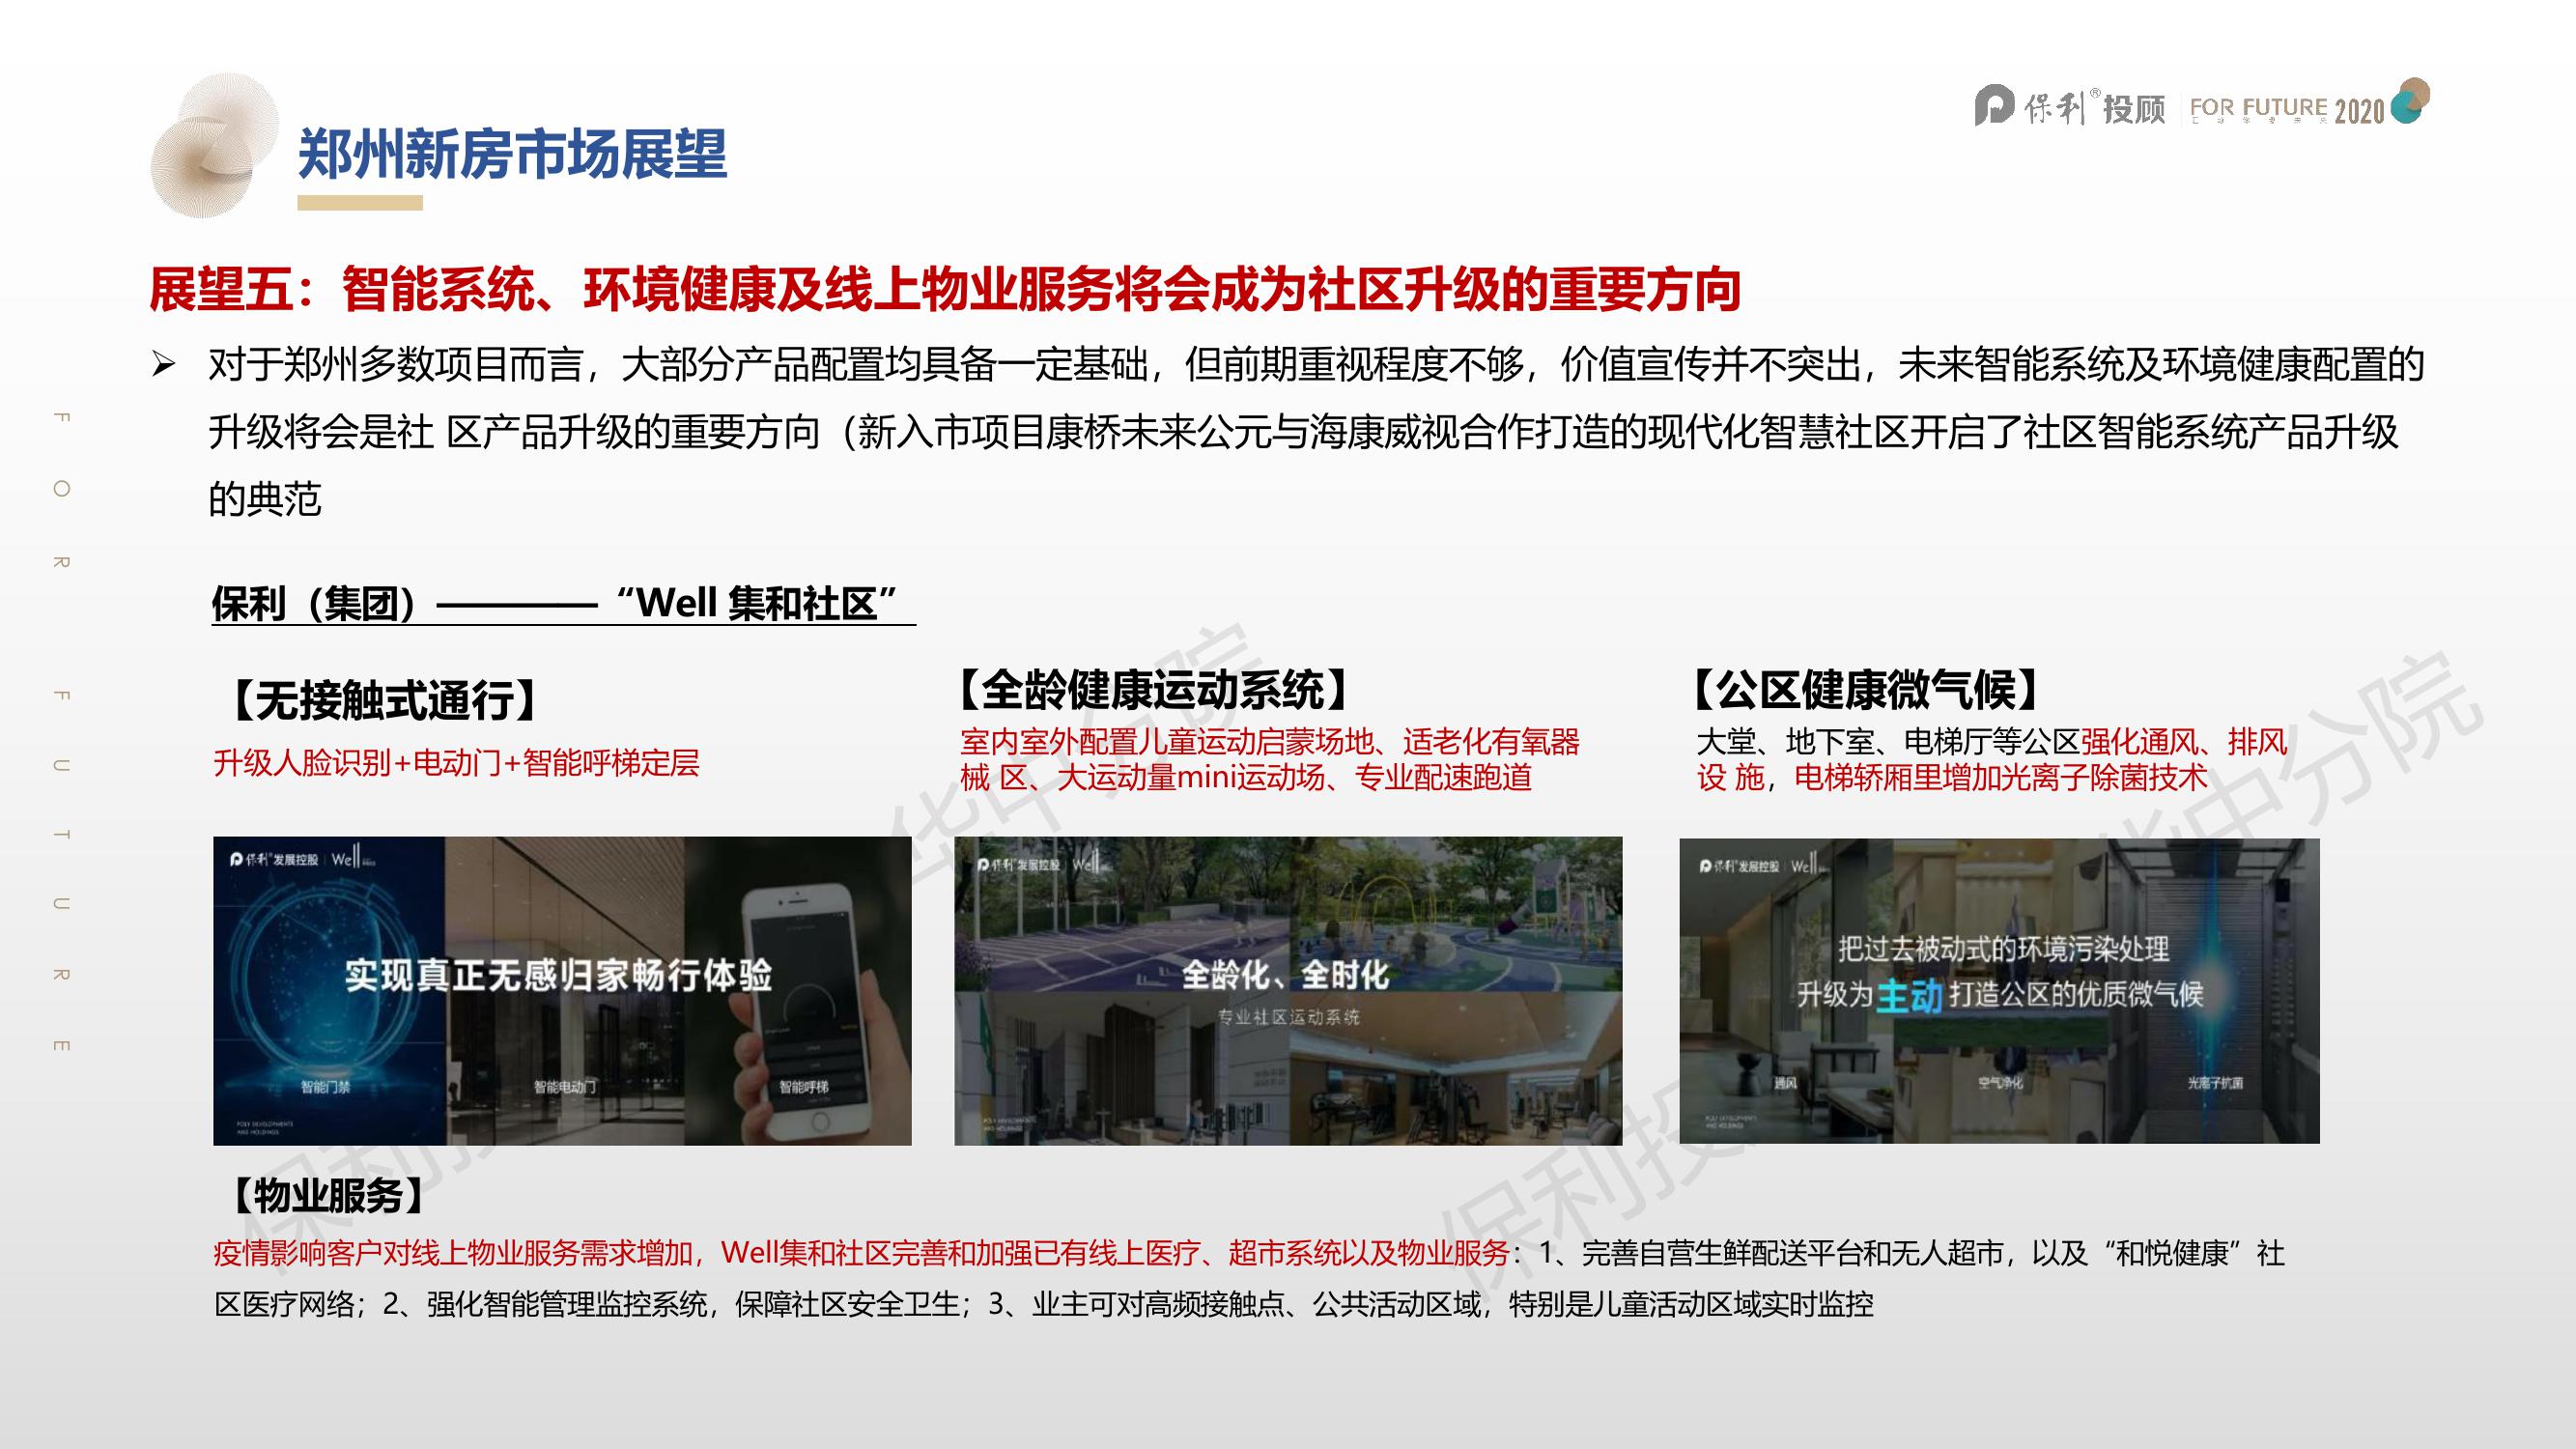 保利®投顾 FOR FUTURE 2020
郑州新房市场展望
展望五：智能系统、环境健康及线上物业服务将会成为社区升级的重要方向
➢ 对于郑州多数项目而言，大部分产品配置均具备一定基础，但前期重视程度不够，价值宣传并不突出，未来智能系统及环境健康配置的
升级将会是社 区产品升级的重要方向（新入市项目康桥未来公元与海康威视合作打造的现代化智慧社区开启了社区智能系统产品升级
的典范
FOR FUTURE
保利（集团）————“Well 集和社区”
【无接触式通行】
升级人脸识别+电动门+智能呼梯定层
【全龄健康运动系统】
室内室外配置儿童运动启蒙场地、适老化有氧器
械 区、大运动量mini运动场、专业配速跑道
【公区健康微气候】
大堂、地下室、电梯厅等公区强化通风、排风
设 施，电梯轿厢里增加光离子除菌技术
保利®发展控股 Well
实现真正无感归家畅行体验
智能门禁
智能电动门
智能呼梯
POLY DEVELOPMENTS
AND HOLDINGS
保利®发展控股 Well
全龄化、全时化
专业社区运动系统
POLY DEVELOPMENTS
AND HOLDINGS
保利®发展控股 Well
把过去被动式的环境污染处理
升级为主动打造公区的优质微气候
通风
空气净化
光离子抗菌
POLY DEVELOPMENTS
AND HOLDINGS
【物业服务】
疫情影响客户对线上物业服务需求增加，Well集和社区完善和加强已有线上医疗、超市系统以及物业服务：1、完善自营生鲜配送平台和无人超市，以及“和悦健康”社
区医疗网络；2、强化智能管理监控系统，保障社区安全卫生；3、业主可对高频接触点、公共活动区域，特别是儿童活动区域实时监控
保利投
华中分院
保利投
华中分院